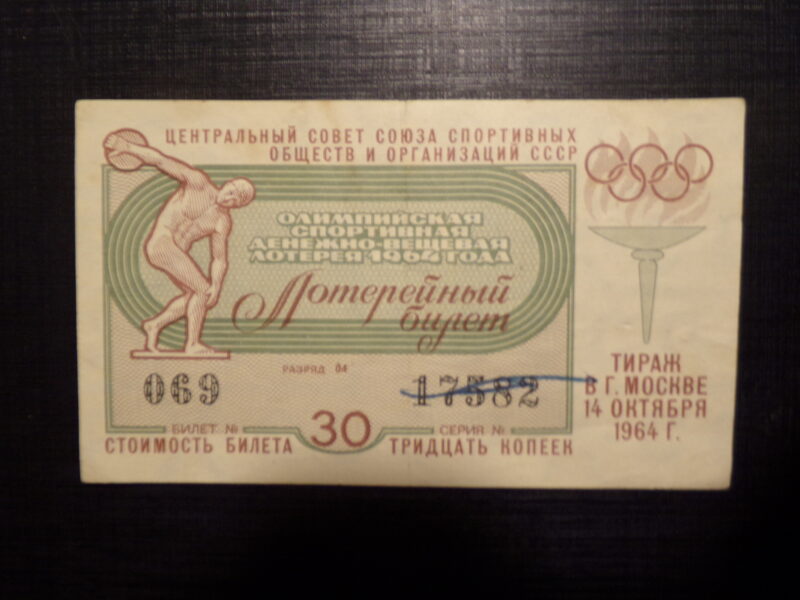 ЦЕНТРАЛЬНЫЙ СОВЕТ СОЮЗА СПОРТИВНЫХ
ОБЩЕСТВ И ОРГАНИЗАЦИЙ СССР
ОЛИМПИЙСКАЯ
СПОРТИВНАЯ
ДЕНЕЖНО-ВЕЩЕВАЯ
ЛОТЕРЕЯ 1964 ГОДА
Лотерейный
билет
РАЗРЯД 04
069 17582
БИЛЕТ № СЕРИЯ №
СТОИМОСТЬ БИЛЕТА 30 ТРИДЦАТЬ КОПЕЕК
ТИРАЖ
В Г. МОСКВЕ
14 ОКТЯБРЯ
1964 Г.